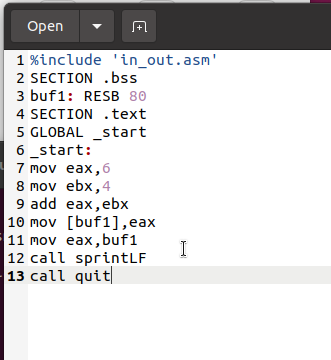 Open
1 %include 'in_out.asm'
2 SECTION .bss
3 buf1: RESB 80
4 SECTION .text
5 GLOBAL _start
6 _start:
7 mov eax,6
8 mov ebx,4
9 add eax,ebx
10 mov [buf1],eax
11 mov eax,buf1
12 call sprintLF
13 call quit